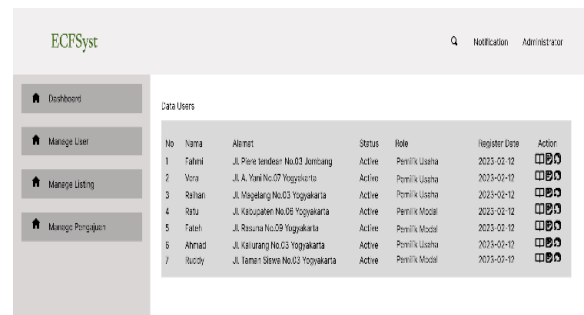 ECFSyst
Notification Administrator
Dashboard
Manage User
Manage Listing
Manage Pengajuan
Data Users
No Nama Alamat Status Role Register Date Action
1 Fahmi Jl. Piere tendean No.03 Jombang Active Pemilik Usaha 2023-02-12
2 Vera Jl. A. Yani No.07 Yogyakarta Active Pemilik Usaha 2023-02-12
3 Raihan Jl. Magelang No.03 Yogyakarta Active Pemilik Usaha 2023-02-12
4 Ratu Jl. Kabupaten No.06 Yogyakarta Active Pemilik Modal 2023-02-12
5 Fateh Jl. Rasuna No.09 Yogyakarta Active Pemilik Modal 2023-02-12
6 Ahmad Jl. Kaliurang No.03 Yogyakarta Active Pemilik Usaha 2023-02-12
7 Ruddy Jl. Taman Siswa No.03 Yogyakarta Active Pemilik Modal 2023-02-12